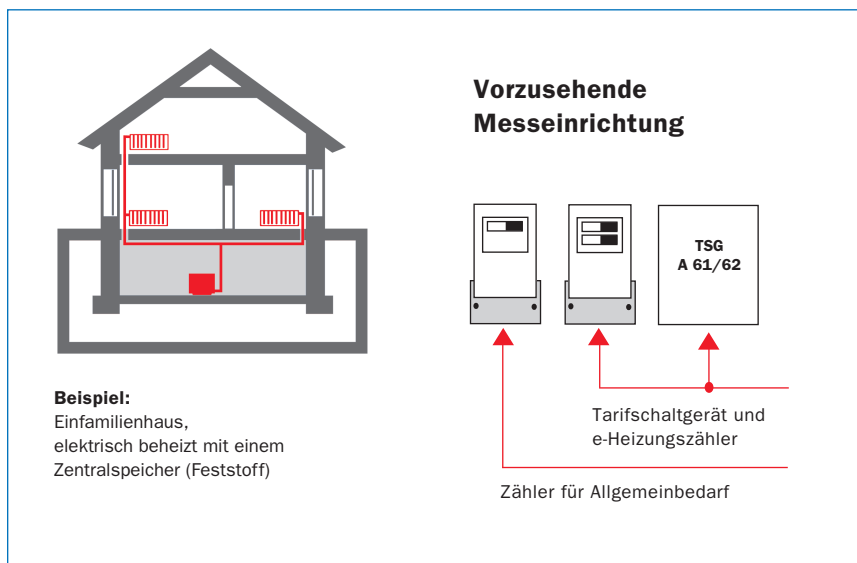 Vorzusehende
Messeinrichtung
TSG
A 61/62
Beispiel:
Einfamilienhaus,
elektrisch beheizt mit einem
Zentralspeicher (Feststoff)
Tarifschaltgerät und
e-Heizungszähler
Zähler für Allgemeinbedarf